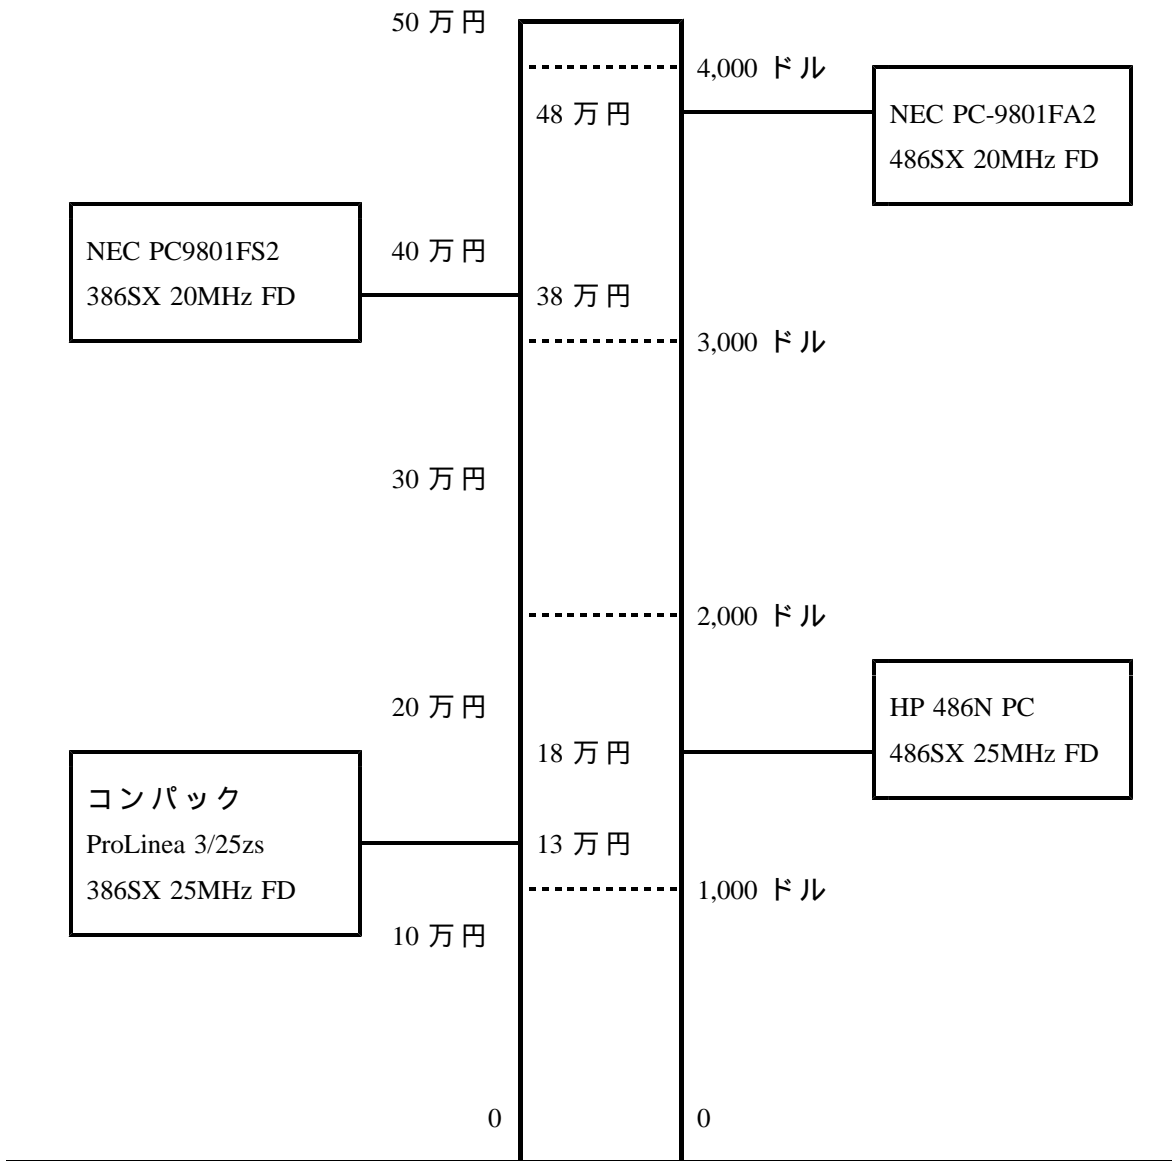 50 万円
4,000 ドル
48 万円
NEC PC-9801FA2
486SX 20MHz FD
NEC PC9801FS2
386SX 20MHz FD
40 万円
38 万円
3,000 ドル
30 万円
2,000 ドル
20 万円
18 万円
HP 486N PC
486SX 25MHz FD
コンパック
ProLinea 3/25zs
386SX 25MHz FD
13 万円
1,000 ドル
10 万円
0
0